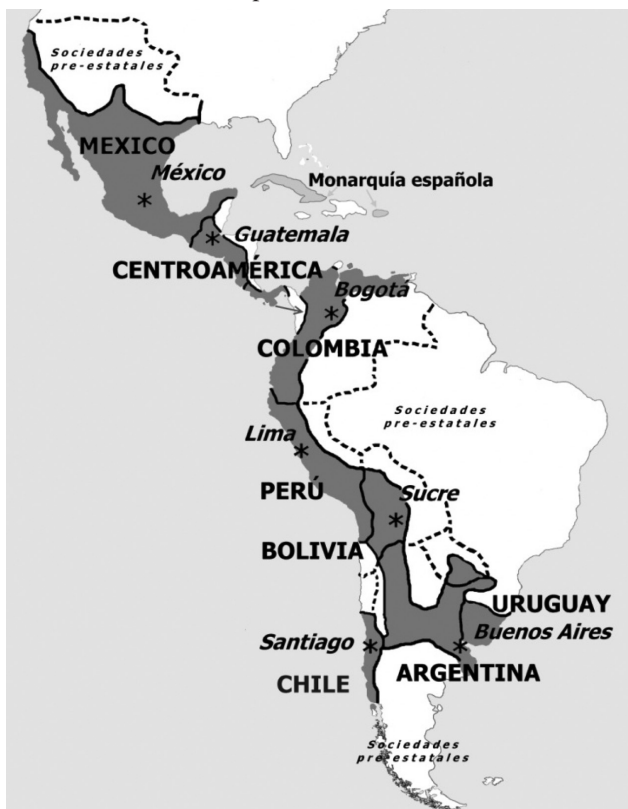 Sociedades
pre-estatales
MEXICO
México
Monarquía española
Guatemala
CENTROAMÉRICA
Bogotá
COLOMBIA
Sociedades
pre-estatales
Lima
PERÚ
Sucre
BOLIVIA
URUGUAY
Santiago
Buenos Aires
ARGENTINA
CHILE
Sociedades
pre-estatales